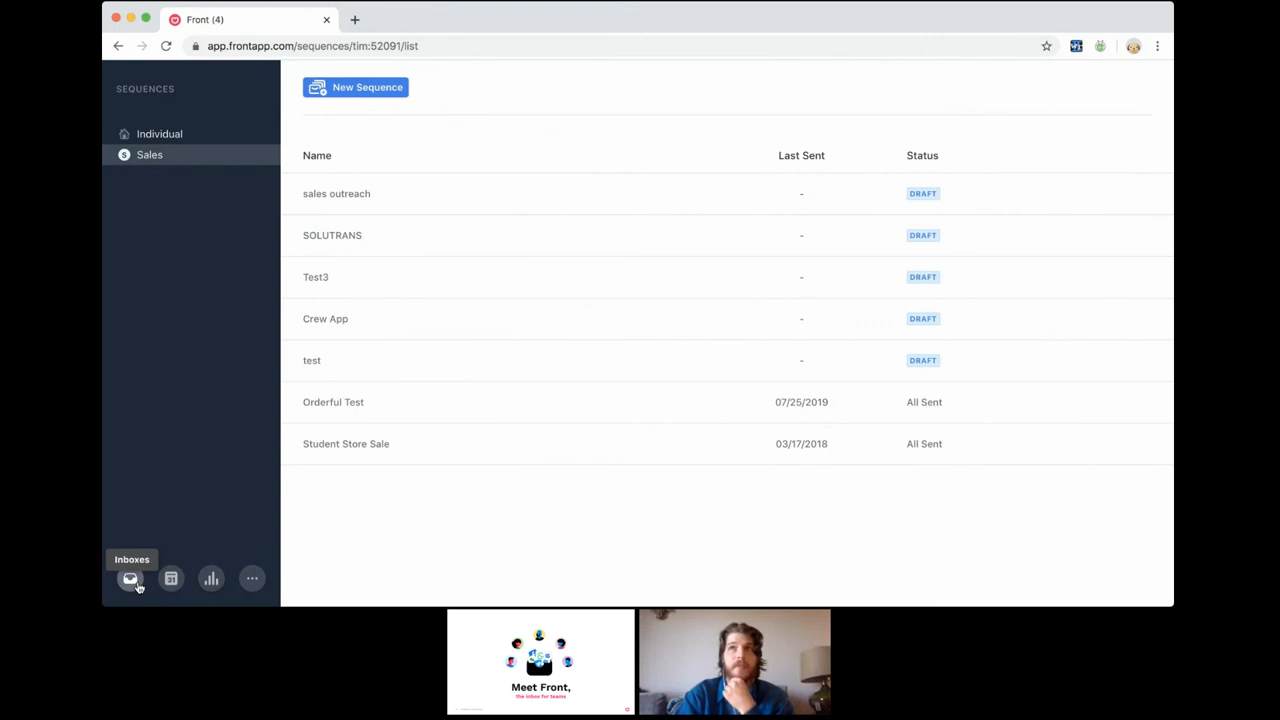 Front (4)
app.frontapp.com/sequences/tim:52091/list
SEQUENCES
Individual
S Sales
New Sequence
Name Last Sent Status
sales outreach - DRAFT
SOLUTRANS - DRAFT
Test3 - DRAFT
Crew App - DRAFT
test - DRAFT
Orderful Test 07/25/2019 All Sent
Student Store Sale 03/17/2018 All Sent
Inboxes
31
Meet Front,
the inbox for teams